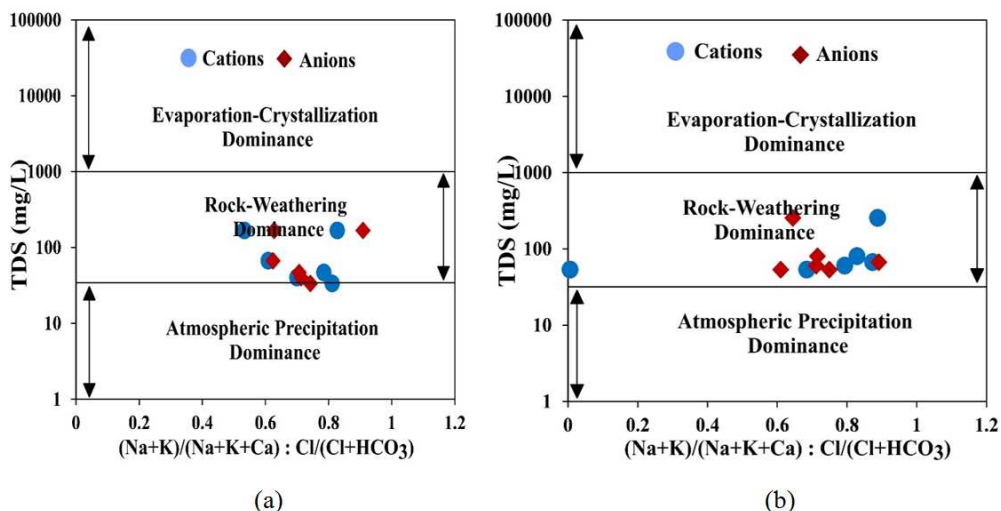 100000
10000
1000
100
10
1
TDS (mg/L)
Cations
Anions
Evaporation-Crystallization
Dominance
Rock-Weathering
Dominance
Atmospheric Precipitation
Dominance
0 0.2 0.4 0.6 0.8 1 1.2
(Na+K)/(Na+K+Ca) : Cl/(Cl+HCO3)
(a)
100000
10000
1000
100
10
1
TDS (mg/L)
Cations
Anions
Evaporation-Crystallization
Dominance
Rock-Weathering
Dominance
Atmospheric Precipitation
Dominance
0 0.2 0.4 0.6 0.8 1 1.2
(Na+K)/(Na+K+Ca) : Cl/(Cl+HCO3)
(b)